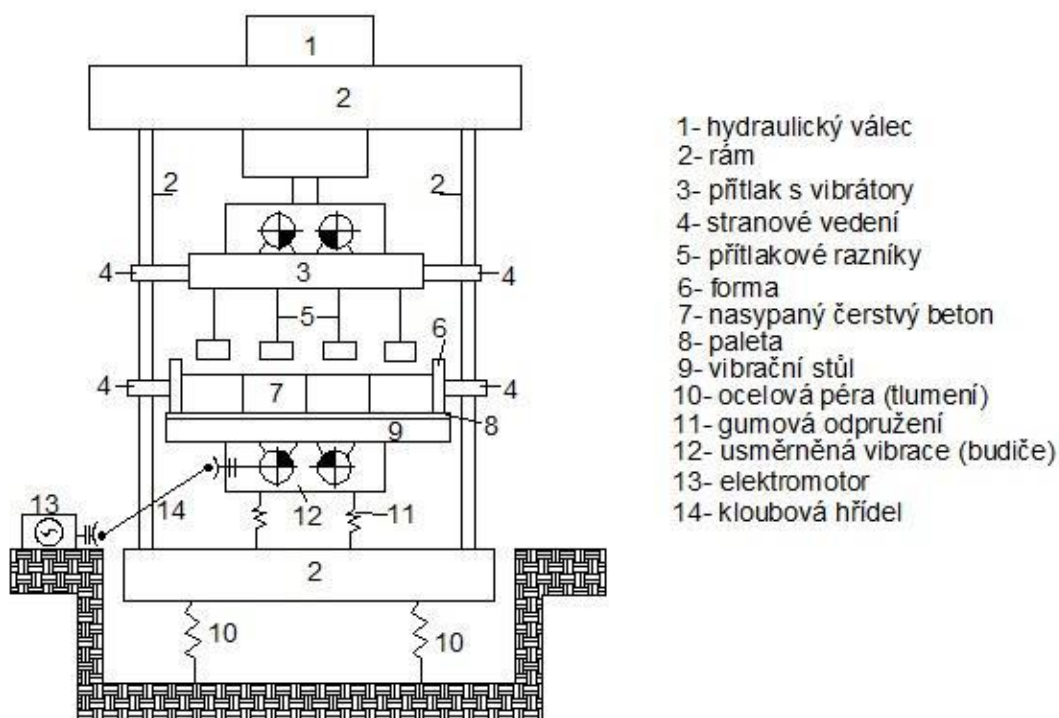 1
2
2 2
4 3 4
5 6
4 7 4
8
9
13 14 12 11
2
10 10
1- hydraulický válec
2- rám
3- přítlak s vibrátory
4- stranové vedení
5- přítlakové razníky
6- forma
7- nasypaný čerstvý beton
8- paleta
9- vibrační stůl
10- ocelová péra (tlumení)
11- gumová odpružení
12- usměrněná vibrace (budiče)
13- elektromotor
14- kloubová hřídel